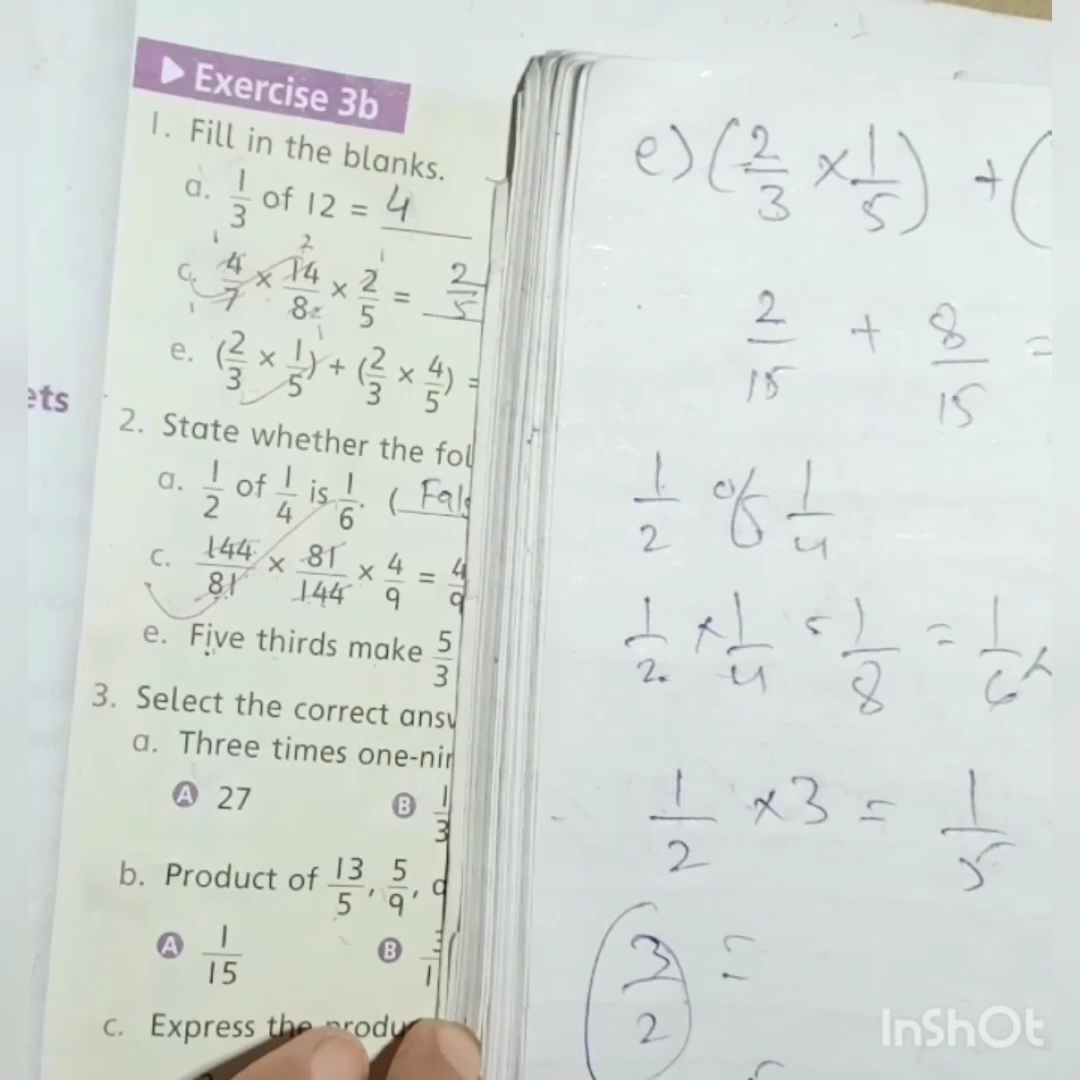 Exercise 3b
1. Fill in the blanks.
a. 1/3 of 12 = 4
c. 4/7 × 14/8 × 2/5 = 2/5
e. (2/3 × 1/5) + (2/3 × 4/5) =
2. State whether the fol
a. 1/2 of 1/4 is 1/6. ( Fals
c. 144/81 × 81/144 × 4/9 = 4/9
e. Five thirds make 5/3
3. Select the correct answ
a. Three times one-nin
A 27 B 1/3
b. Product of 13/5, 5/9,
A 1/15 B
c. Express the produ
ets
e) (2/3 × 1/5) + (
2/15 + 8/15 =
1/2 of 1/4
1/2 × 1/4 = 1/8 = 1/6
1/2 × 3 = 1/5
3/2 =
InShOt